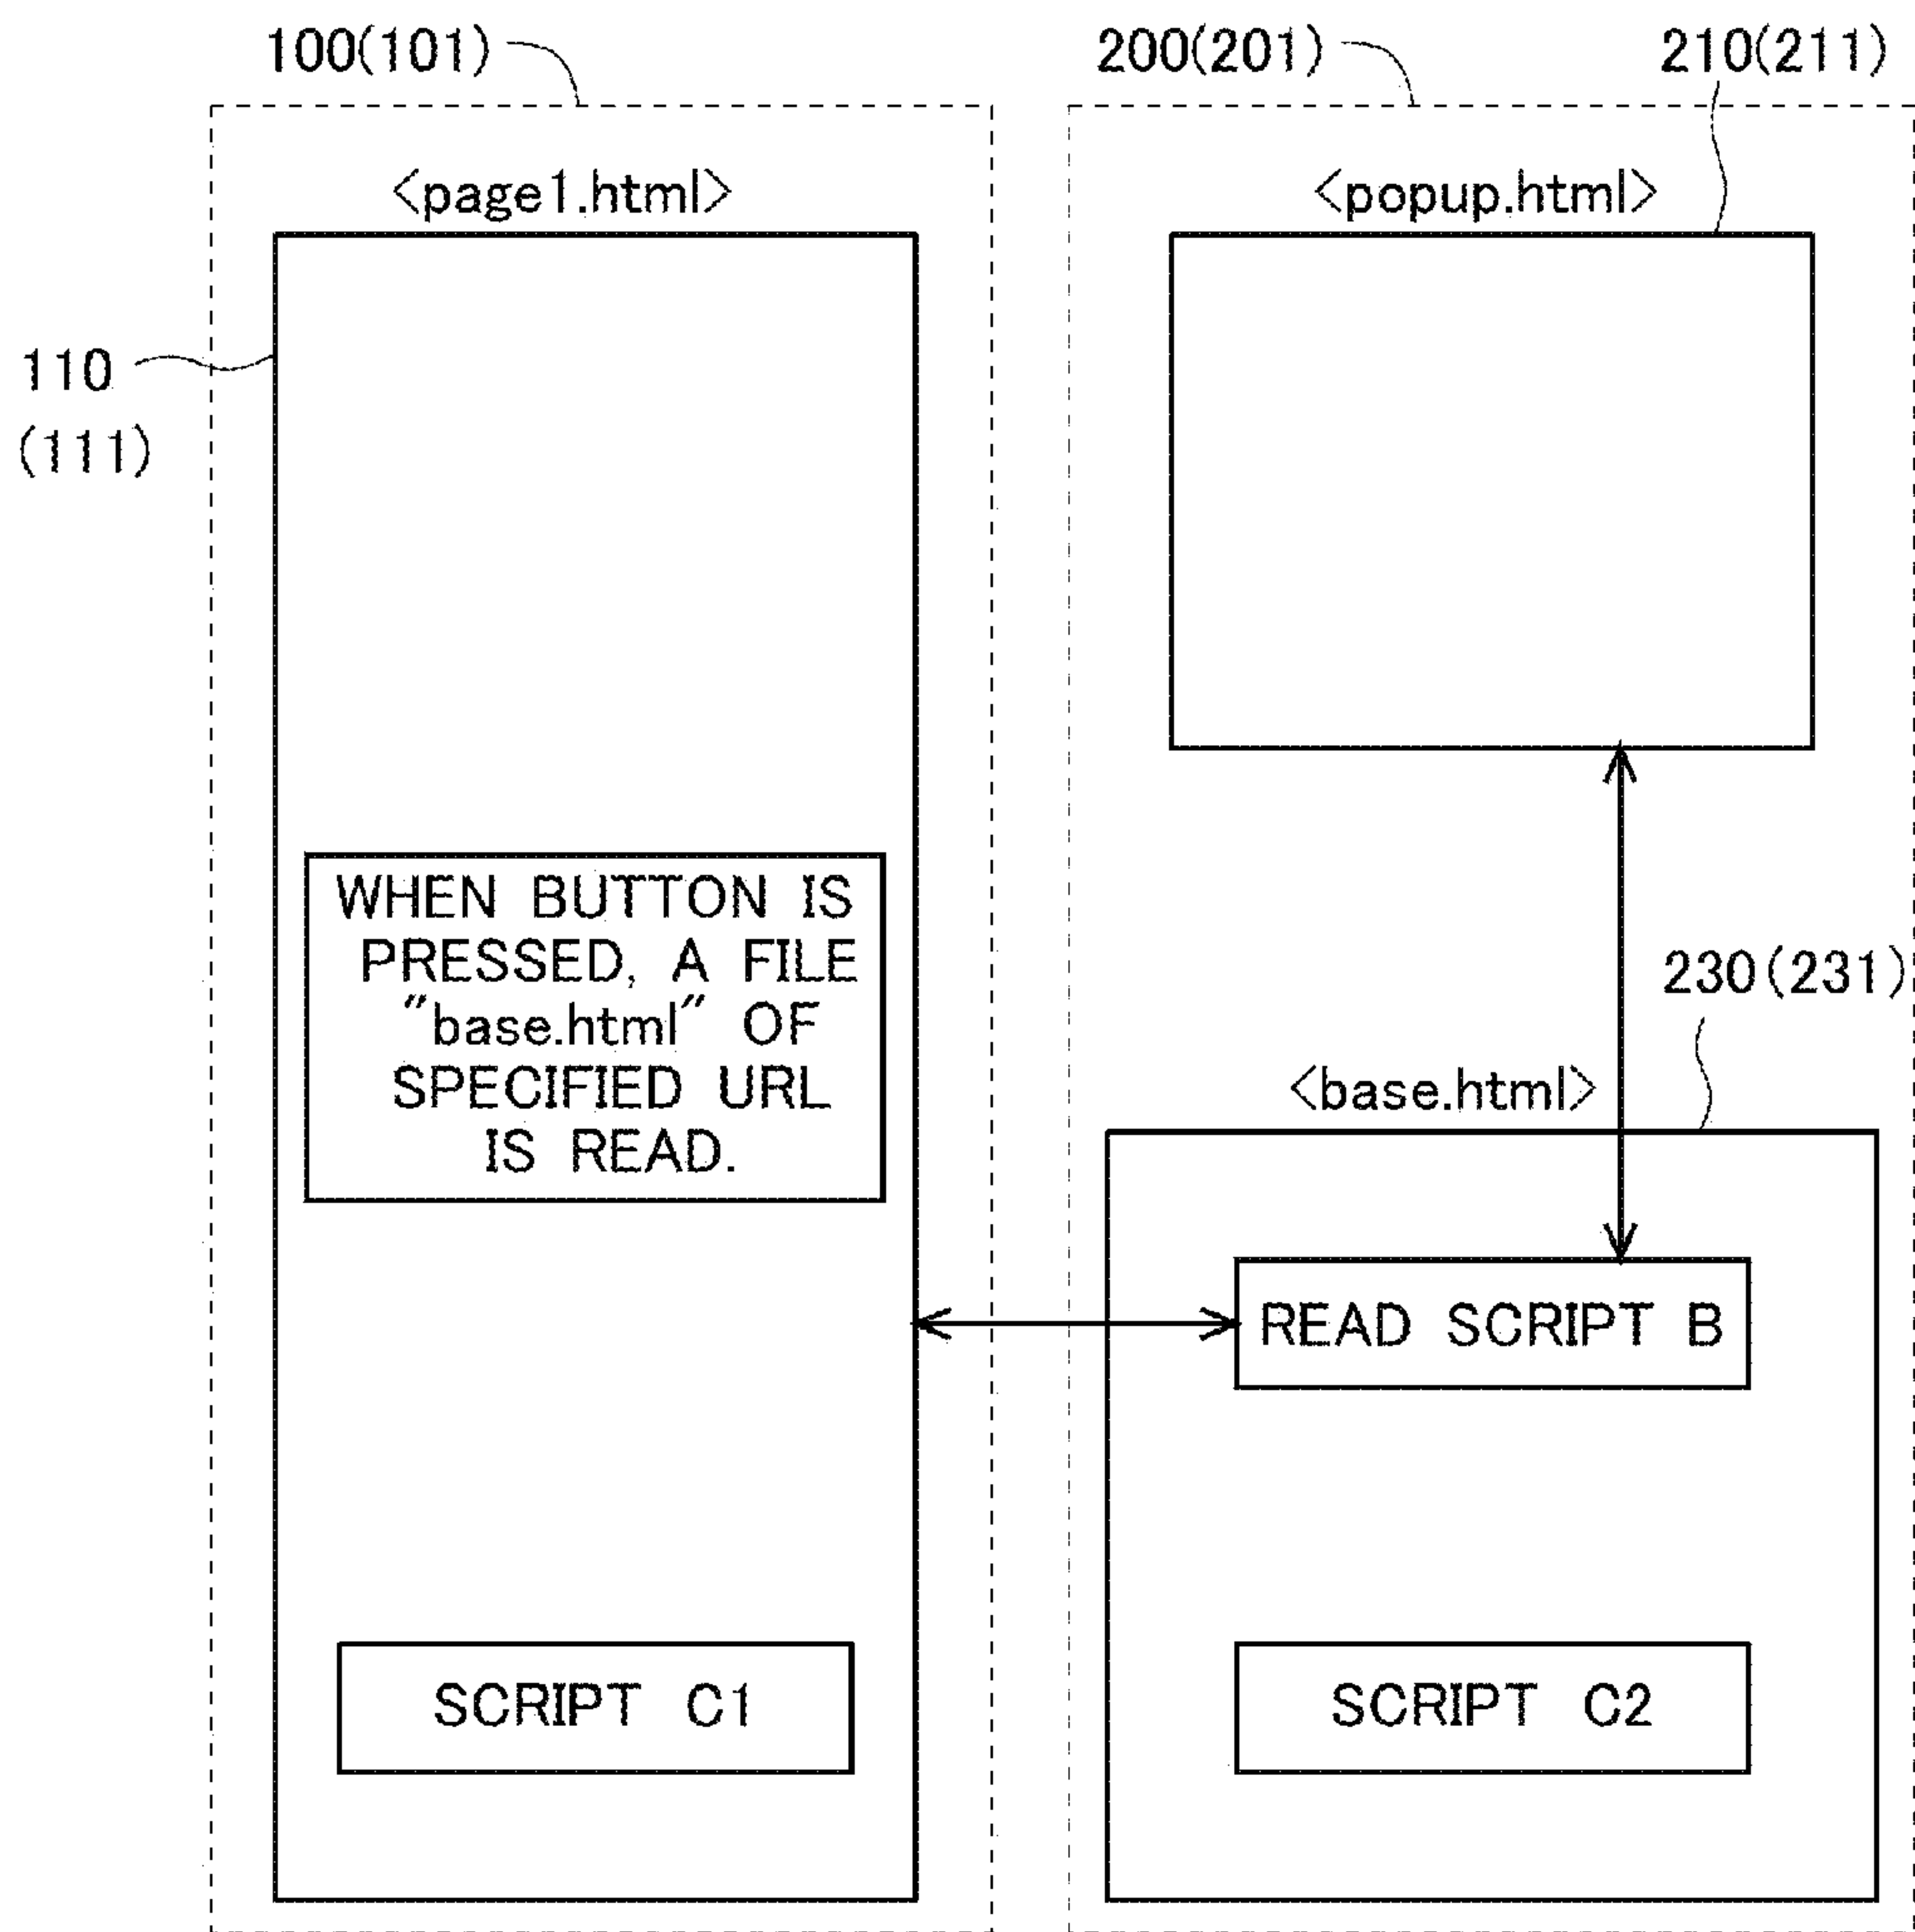 100(101)
200(201)
210(211)
<page1.html>
<popup.html>
110
(111)
WHEN BUTTON IS
PRESSED, A FILE
"base.html" OF
SPECIFIED URL
IS READ.
230(231)
<base.html>
READ SCRIPT B
SCRIPT C1
SCRIPT C2